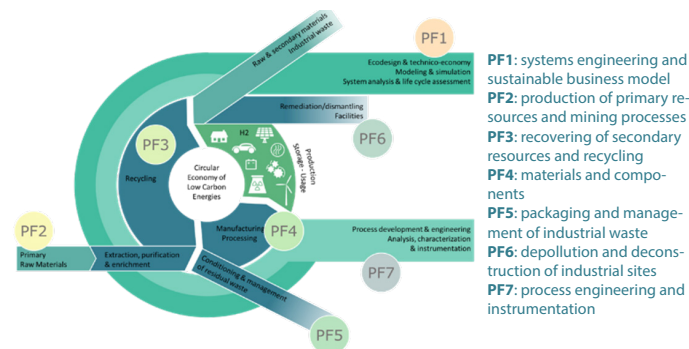 Raw & secondary materials
Industrial waste
PF1
Ecodesign & technico-economy
Modeling & simulation
System analysis & life cycle assessment
Remediation/dismantling
Facilities
PF6
H2
PF3
Recycling
Circular
Economy of
Low Carbon
Energies
Production
Storage - Usage
PF2
Manufacturing
Processing
PF4
Process development & engineering
Analysis, characterization
& instrumentation
PF7
Primary
Raw Materials
Extraction, purification
& enrichment
Conditioning & management
of residual waste
PF5
PF1: systems engineering and
sustainable business model
PF2: production of primary re-
sources and mining processes
PF3: recovering of secondary
resources and recycling
PF4: materials and compo-
nents
PF5: packaging and manage-
ment of industrial waste
PF6: depollution and decons-
truction of industrial sites
PF7: process engineering and
instrumentation